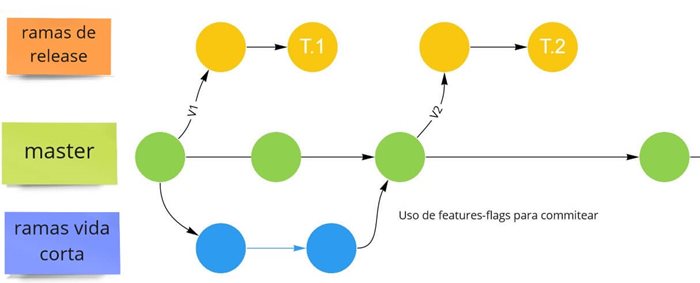 ramas de
release
T.1
T.2
V1
V2
master
Uso de features-flags para commitear
ramas vida
corta